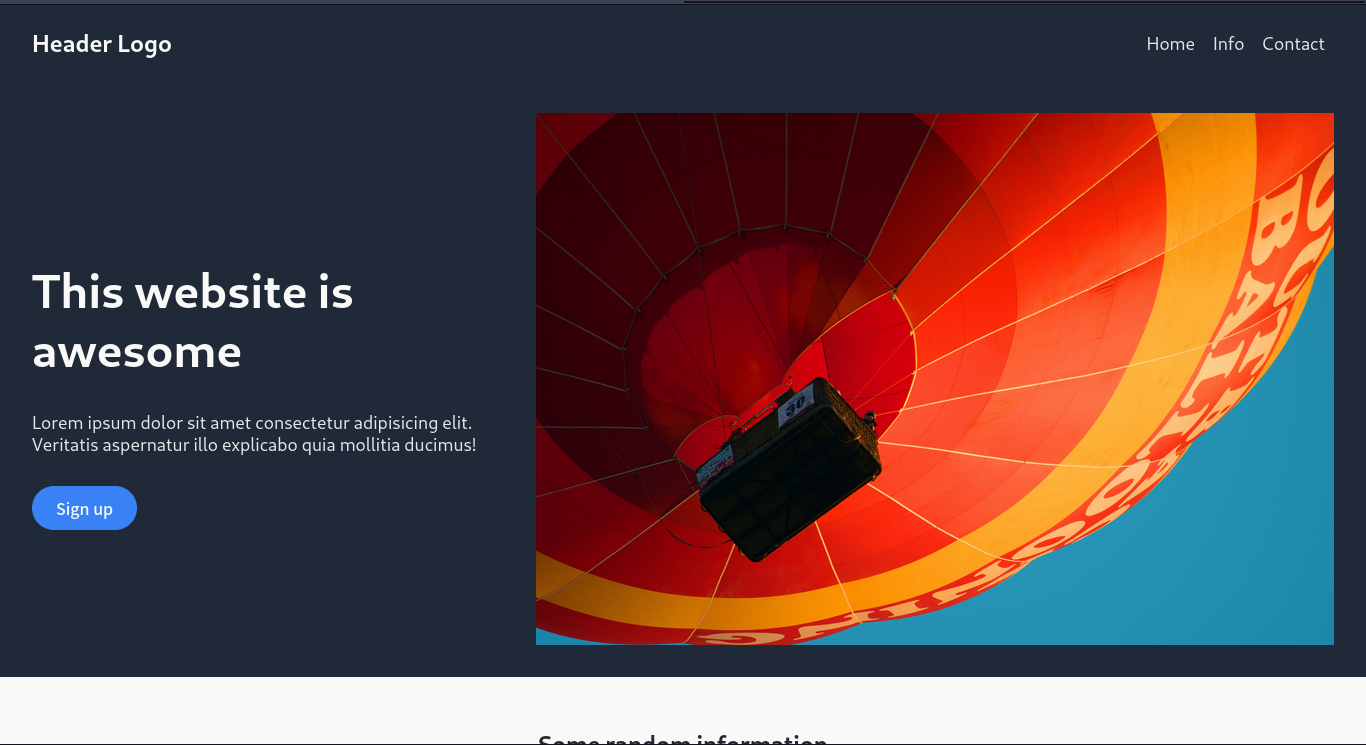 Header Logo
Home Info Contact
This website is
awesome
Lorem ipsum dolor sit amet consectetur adipisicing elit.
Veritatis aspernatur illo explicabo quia mollitia ducimus!
Sign up
30
Some random information